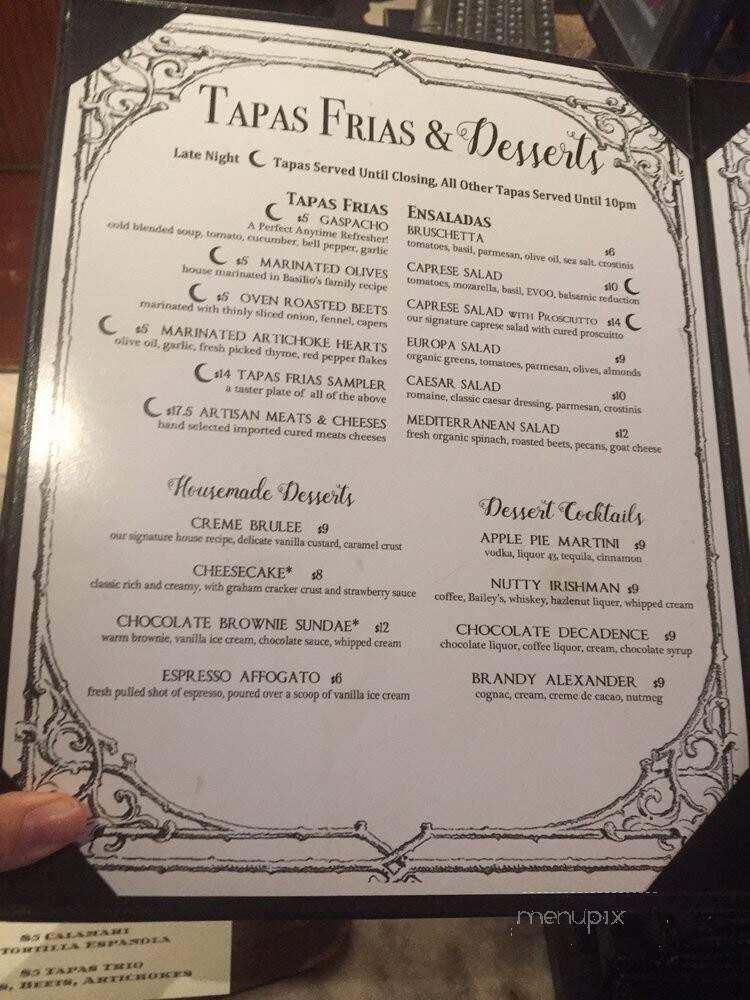 TAPAS FRIAS & Desserts
Late Night ☾ Tapas Served Until Closing, All Other Tapas Served Until 10pm
TAPAS FRIAS
☾ $5 GASPACHO
A Perfect Anytime Refresher!
cold blended soup, tomato, cucumber, bell pepper, garlic
☾ $5 MARINATED OLIVES
house marinated in Basilio's family recipe
☾ $5 OVEN ROASTED BEETS
marinated with thinly sliced onion, fennel, capers
☾ $5 MARINATED ARTICHOKE HEARTS
olive oil, garlic, fresh picked thyme, red pepper flakes
☾ $14 TAPAS FRIAS SAMPLER
a taster plate of all of the above
☾ $17.5 ARTISAN MEATS & CHEESES
hand selected imported cured meats cheeses
ENSALADAS
BRUSCHETTA $6
tomatoes, basil, parmesan, olive oil, sea salt, crostinis
CAPRESE SALAD $10 ☾
tomatoes, mozarella, basil, EVOO, balsamic reduction
CAPRESE SALAD WITH PROSCIUTTO $14 ☾
our signature caprese salad with cured proscuitto
EUROPA SALAD $9
organic greens, tomatoes, parmesan, olives, almonds
CAESAR SALAD $10
romaine, classic caesar dressing, parmesan, crostinis
MEDITERRANEAN SALAD $12
fresh organic spinach, roasted beets, pecans, goat cheese
Housemade Desserts
CREME BRULEE $9
our signature house recipe, delicate vanilla custard, caramel crust
CHEESECAKE* $8
classic rich and creamy, with graham cracker crust and strawberry sauce
CHOCOLATE BROWNIE SUNDAE* $12
warm brownie, vanilla ice cream, chocolate sauce, whipped cream
ESPRESSO AFFOGATO $6
fresh pulled shot of espresso, poured over a scoop of vanilla ice cream
Dessert Cocktails
APPLE PIE MARTINI $9
vodka, liquor 43, tequila, cinnamon
NUTTY IRISHMAN $9
coffee, Bailey's, whiskey, hazlenut liquer, whipped cream
CHOCOLATE DECADENCE $9
chocolate liquor, coffee liquor, cream, chocolate syrup
BRANDY ALEXANDER $9
cognac, cream, creme de cacao, nutmeg
menupix
$5 CALAMARI
TORTILLA ESPANOLA
$5 TAPAS TRIO
S, BEETS, ARTICHOKES